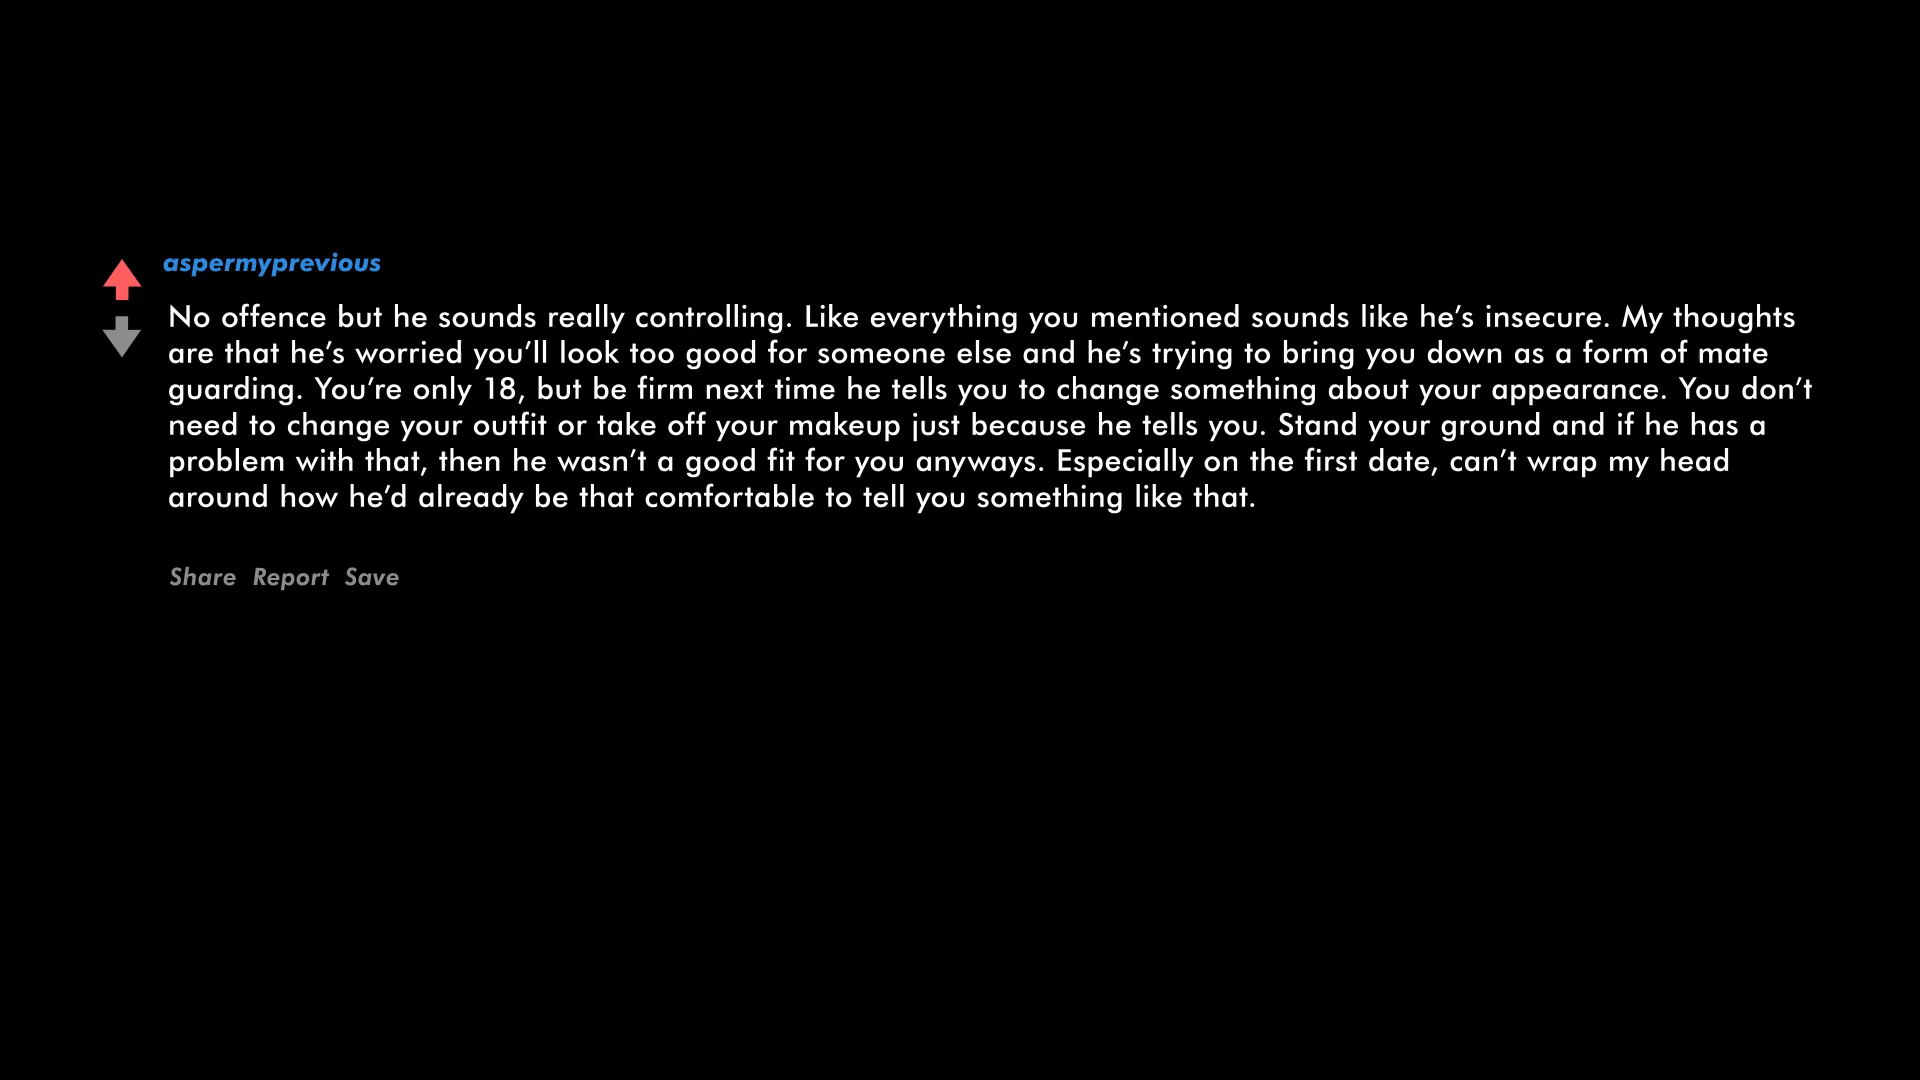 aspermyprevious
No offence but he sounds really controlling. Like everything you mentioned sounds like he’s insecure. My thoughts
are that he’s worried you’ll look too good for someone else and he’s trying to bring you down as a form of mate
guarding. You’re only 18, but be firm next time he tells you to change something about your appearance. You don’t
need to change your outfit or take off your makeup just because he tells you. Stand your ground and if he has a
problem with that, then he wasn’t a good fit for you anyways. Especially on the first date, can’t wrap my head
around how he’d already be that comfortable to tell you something like that.
Share Report Save